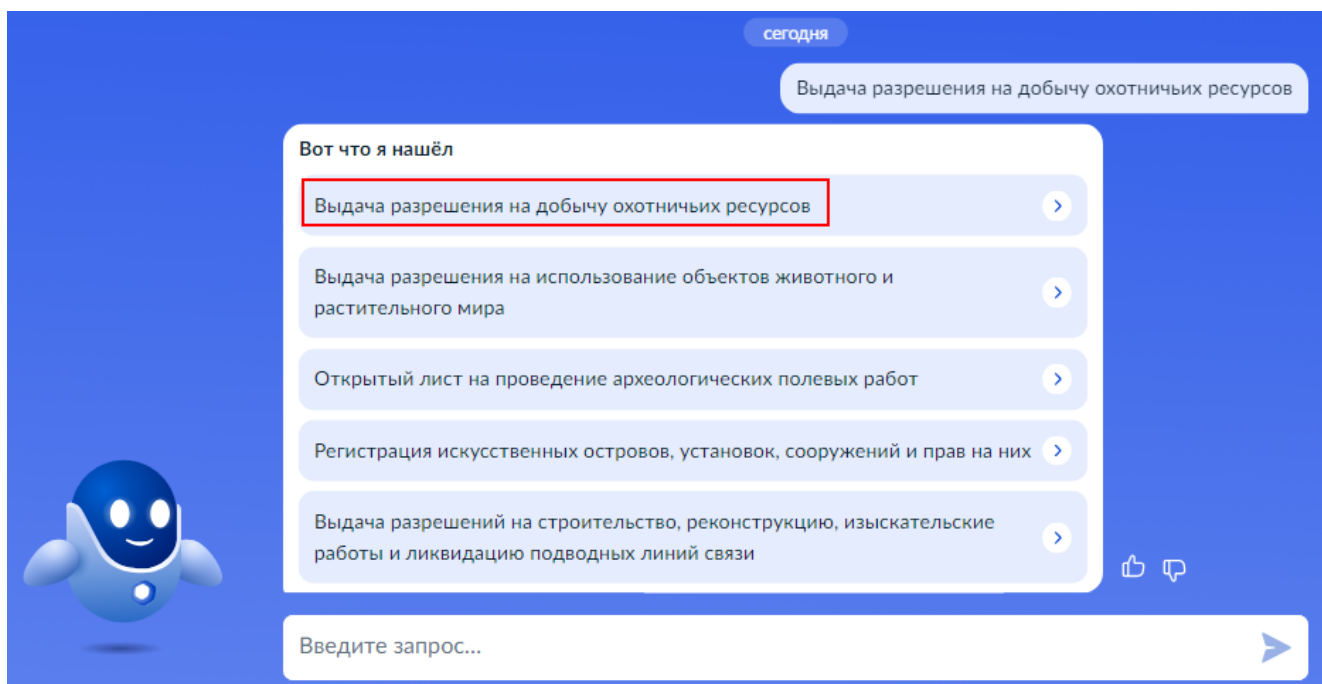 сегодня
Выдача разрешения на добычу охотничьих ресурсов
Вот что я нашёл
Выдача разрешения на добычу охотничьих ресурсов
Выдача разрешения на использование объектов животного и
растительного мира
Открытый лист на проведение археологических полевых работ
Регистрация искусственных островов, установок, сооружений и прав на них
Выдача разрешений на строительство, реконструкцию, изыскательские
работы и ликвидацию подводных линий связи
Введите запрос...